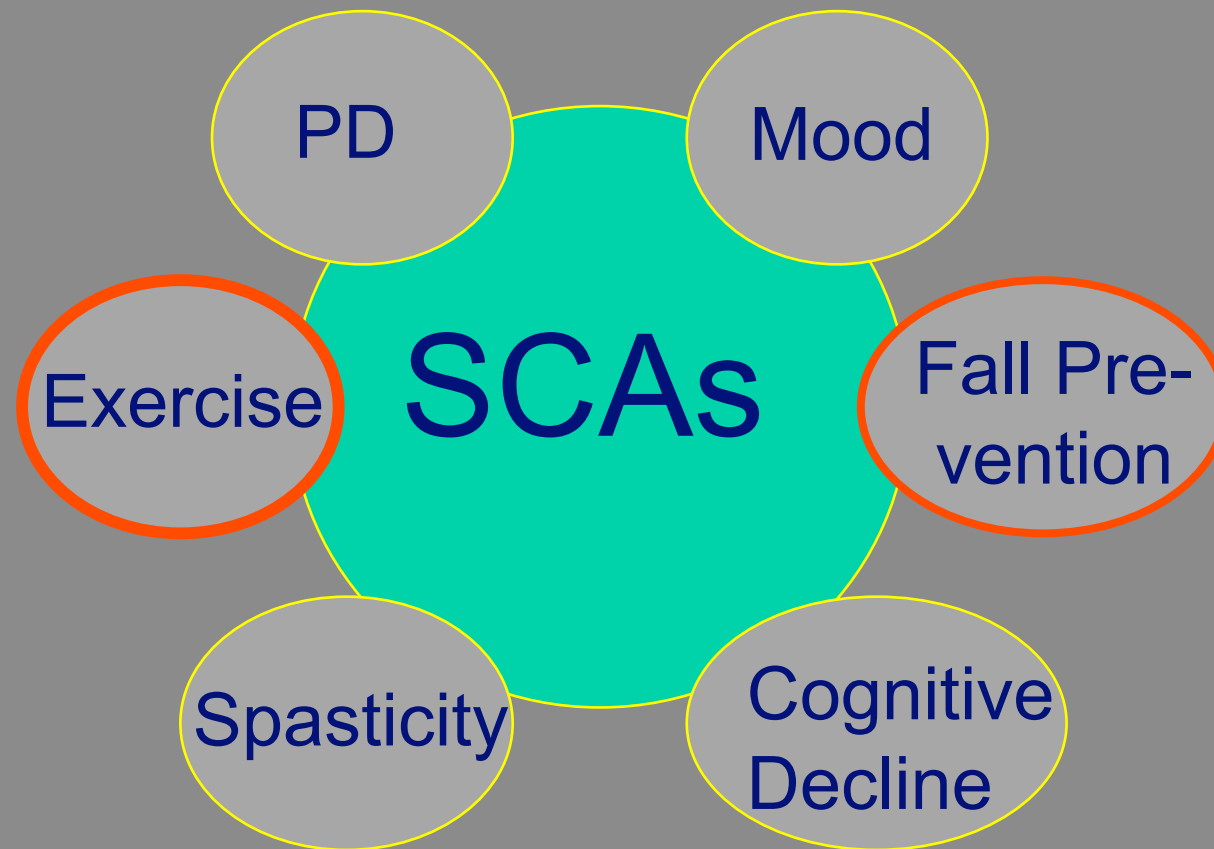 PD
Mood
Exercise
SCAs
Fall Pre-
vention
Spasticity
Cognitive
Decline